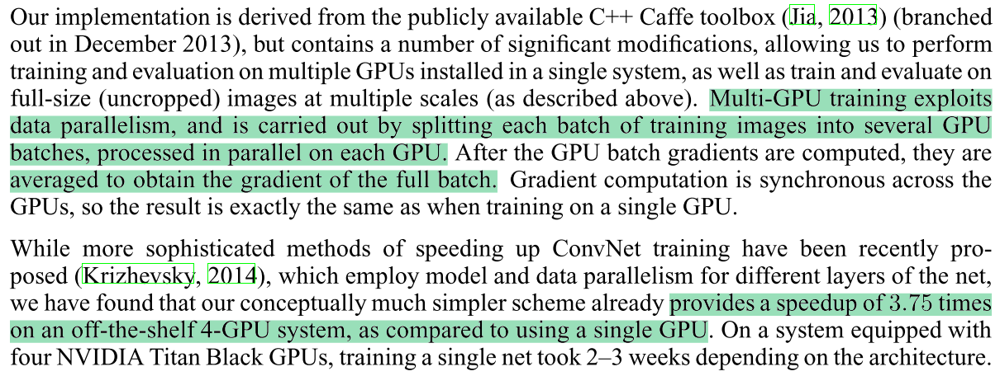 Our implementation is derived from the publicly available C++ Caffe toolbox (Jia, 2013) (branched
out in December 2013), but contains a number of significant modifications, allowing us to perform
training and evaluation on multiple GPUs installed in a single system, as well as train and evaluate on
full-size (uncropped) images at multiple scales (as described above). Multi-GPU training exploits
data parallelism, and is carried out by splitting each batch of training images into several GPU
batches, processed in parallel on each GPU. After the GPU batch gradients are computed, they are
averaged to obtain the gradient of the full batch. Gradient computation is synchronous across the
GPUs, so the result is exactly the same as when training on a single GPU.
While more sophisticated methods of speeding up ConvNet training have been recently pro-
posed (Krizhevsky, 2014), which employ model and data parallelism for different layers of the net,
we have found that our conceptually much simpler scheme already provides a speedup of 3.75 times
on an off-the-shelf 4-GPU system, as compared to using a single GPU. On a system equipped with
four NVIDIA Titan Black GPUs, training a single net took 2–3 weeks depending on the architecture.